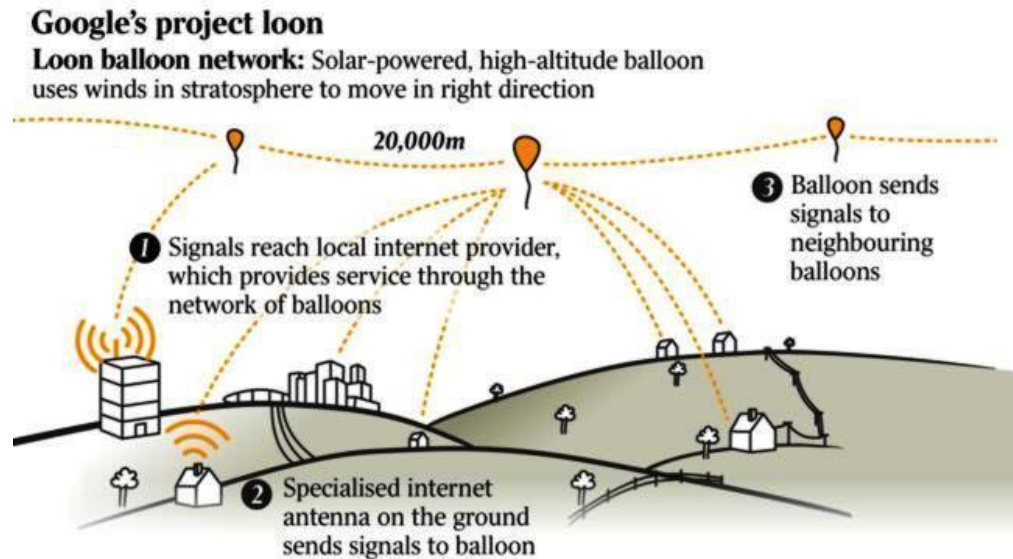 Google's project loon
Loon balloon network: Solar-powered, high-altitude balloon
uses winds in stratosphere to move in right direction
20,000m
1 Signals reach local internet provider,
which provides service through the
network of balloons
3 Balloon sends
signals to
neighbouring
balloons
2 Specialised internet
antenna on the ground
sends signals to balloon